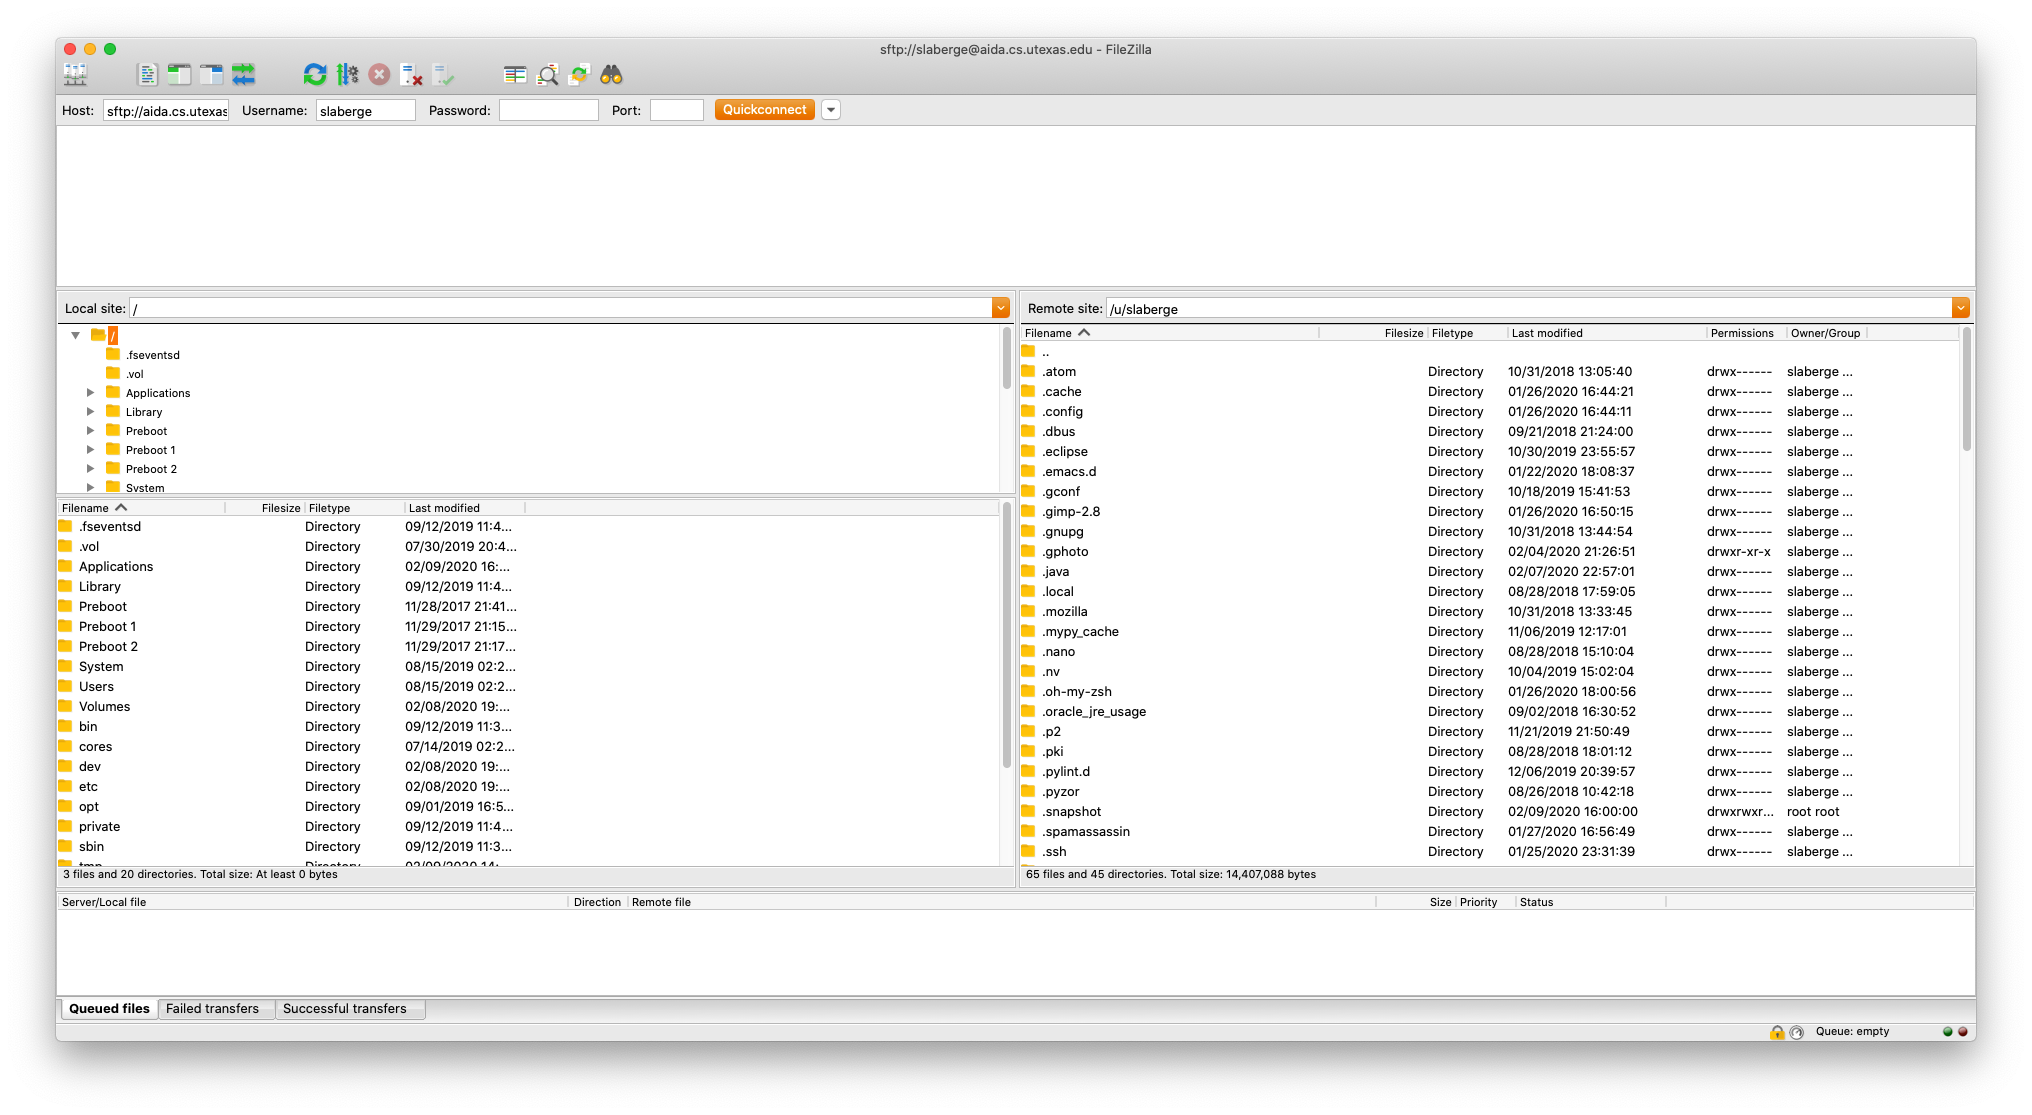 sftp://slaberge@aida.cs.utexas.edu - FileZilla
Host: sftp://aida.cs.utexas Username: slaberge Password: Port: Quickconnect
Local site: /
/
.fseventsd
.vol
Applications
Library
Preboot
Preboot 1
Preboot 2
System
Filename Filesize Filetype Last modified
.fseventsd Directory 09/12/2019 11:4...
.vol Directory 07/30/2019 20:4...
Applications Directory 02/09/2020 16:...
Library Directory 09/12/2019 11:4...
Preboot Directory 11/28/2017 21:41...
Preboot 1 Directory 11/29/2017 21:15...
Preboot 2 Directory 11/29/2017 21:17...
System Directory 08/15/2019 02:2...
Users Directory 08/15/2019 02:2...
Volumes Directory 02/08/2020 19:...
bin Directory 09/12/2019 11:3...
cores Directory 07/14/2019 02:2...
dev Directory 02/08/2020 19:...
etc Directory 02/08/2020 19:...
opt Directory 09/01/2019 16:5...
private Directory 09/12/2019 11:4...
sbin Directory 09/12/2019 11:3...
tmp Directory 02/09/2020 14:...
3 files and 20 directories. Total size: At least 0 bytes
Remote site: /u/slaberge
Filename Filesize Filetype Last modified Permissions Owner/Group
..
.atom Directory 10/31/2018 13:05:40 drwx------ slaberge ...
.cache Directory 01/26/2020 16:44:21 drwx------ slaberge ...
.config Directory 01/26/2020 16:44:11 drwx------ slaberge ...
.dbus Directory 09/21/2018 21:24:00 drwx------ slaberge ...
.eclipse Directory 10/30/2019 23:55:57 drwx------ slaberge ...
.emacs.d Directory 01/22/2020 18:08:37 drwx------ slaberge ...
.gconf Directory 10/18/2019 15:41:53 drwx------ slaberge ...
.gimp-2.8 Directory 01/26/2020 16:50:15 drwx------ slaberge ...
.gnupg Directory 10/31/2018 13:44:54 drwx------ slaberge ...
.gphoto Directory 02/04/2020 21:26:51 drwxr-xr-x slaberge ...
.java Directory 02/07/2020 22:57:01 drwx------ slaberge ...
.local Directory 08/28/2018 17:59:05 drwx------ slaberge ...
.mozilla Directory 10/31/2018 13:33:45 drwx------ slaberge ...
.mypy_cache Directory 11/06/2019 12:17:01 drwx------ slaberge ...
.nano Directory 08/28/2018 15:10:04 drwx------ slaberge ...
.nv Directory 10/04/2019 15:02:04 drwx------ slaberge ...
.oh-my-zsh Directory 01/26/2020 18:00:56 drwx------ slaberge ...
.oracle_jre_usage Directory 09/02/2018 16:30:52 drwx------ slaberge ...
.p2 Directory 11/21/2019 21:50:49 drwx------ slaberge ...
.pki Directory 08/28/2018 18:01:12 drwx------ slaberge ...
.pylint.d Directory 12/06/2019 20:39:57 drwx------ slaberge ...
.pyzor Directory 08/26/2018 10:42:18 drwx------ slaberge ...
.snapshot Directory 02/09/2020 16:00:00 drwxrwxr... root root
.spamassassin Directory 01/27/2020 16:56:49 drwx------ slaberge ...
.ssh Directory 01/25/2020 23:31:39 drwx------ slaberge ...
65 files and 45 directories. Total size: 14,407,088 bytes
Server/Local file Direction Remote file Size Priority Status
Queued files Failed transfers Successful transfers
Queue: empty